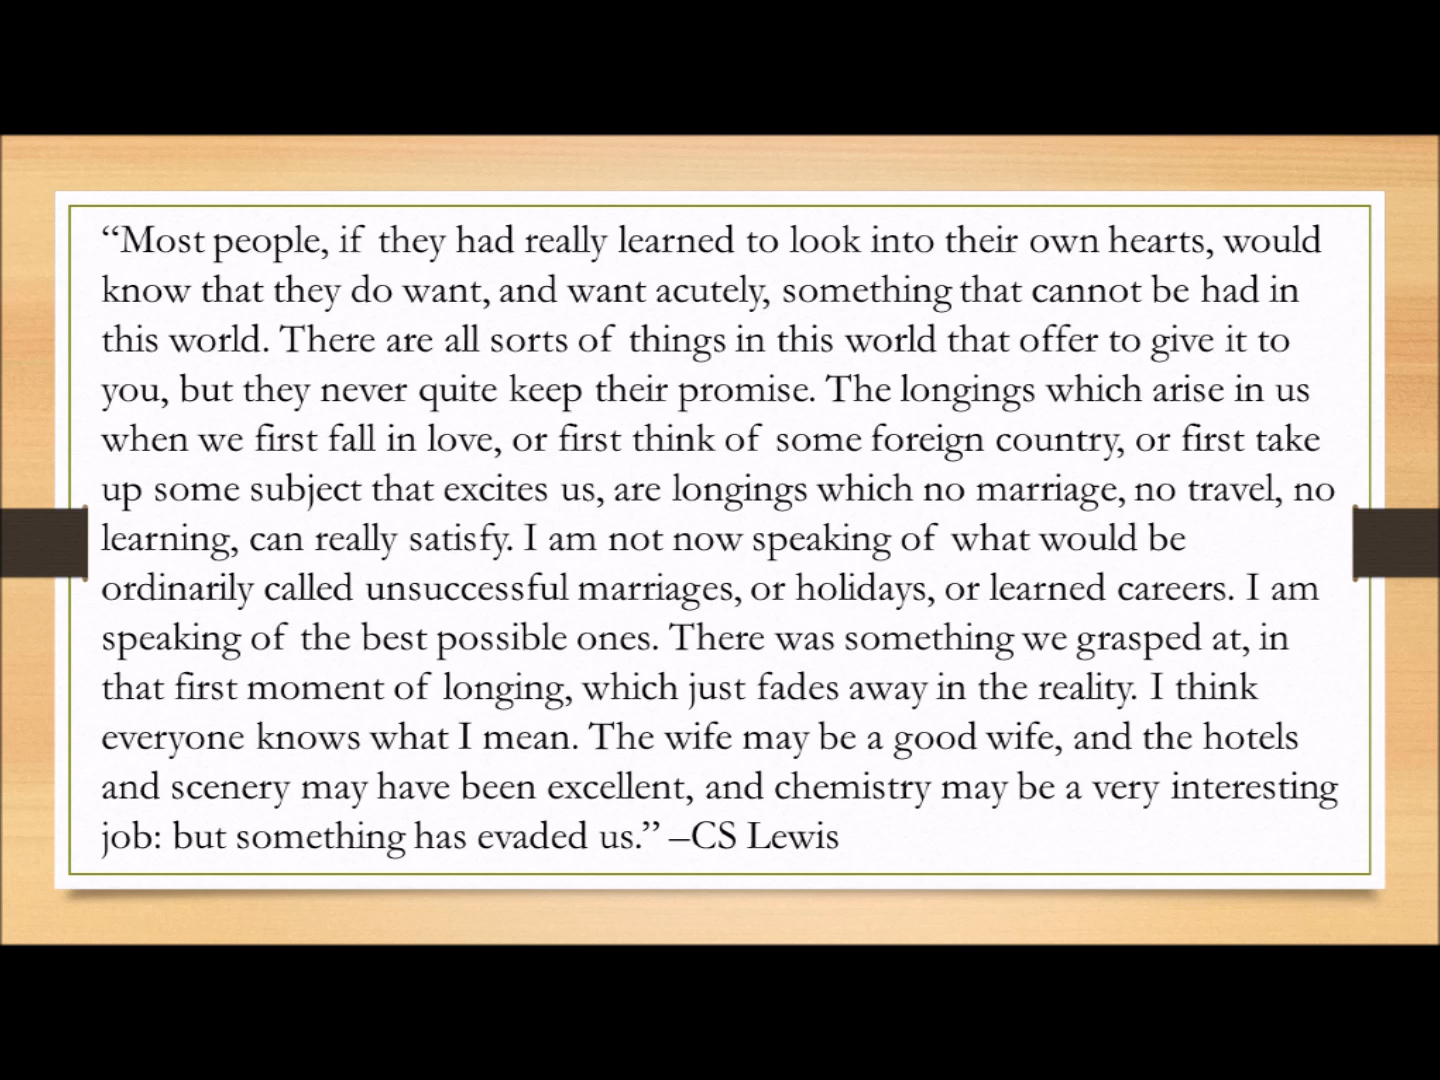 “Most people, if they had really learned to look into their own hearts, would
know that they do want, and want acutely, something that cannot be had in
this world. There are all sorts of things in this world that offer to give it to
you, but they never quite keep their promise. The longings which arise in us
when we first fall in love, or first think of some foreign country, or first take
up some subject that excites us, are longings which no marriage, no travel, no
learning, can really satisfy. I am not now speaking of what would be
ordinarily called unsuccessful marriages, or holidays, or learned careers. I am
speaking of the best possible ones. There was something we grasped at, in
that first moment of longing, which just fades away in the reality. I think
everyone knows what I mean. The wife may be a good wife, and the hotels
and scenery may have been excellent, and chemistry may be a very interesting
job: but something has evaded us.” –CS Lewis